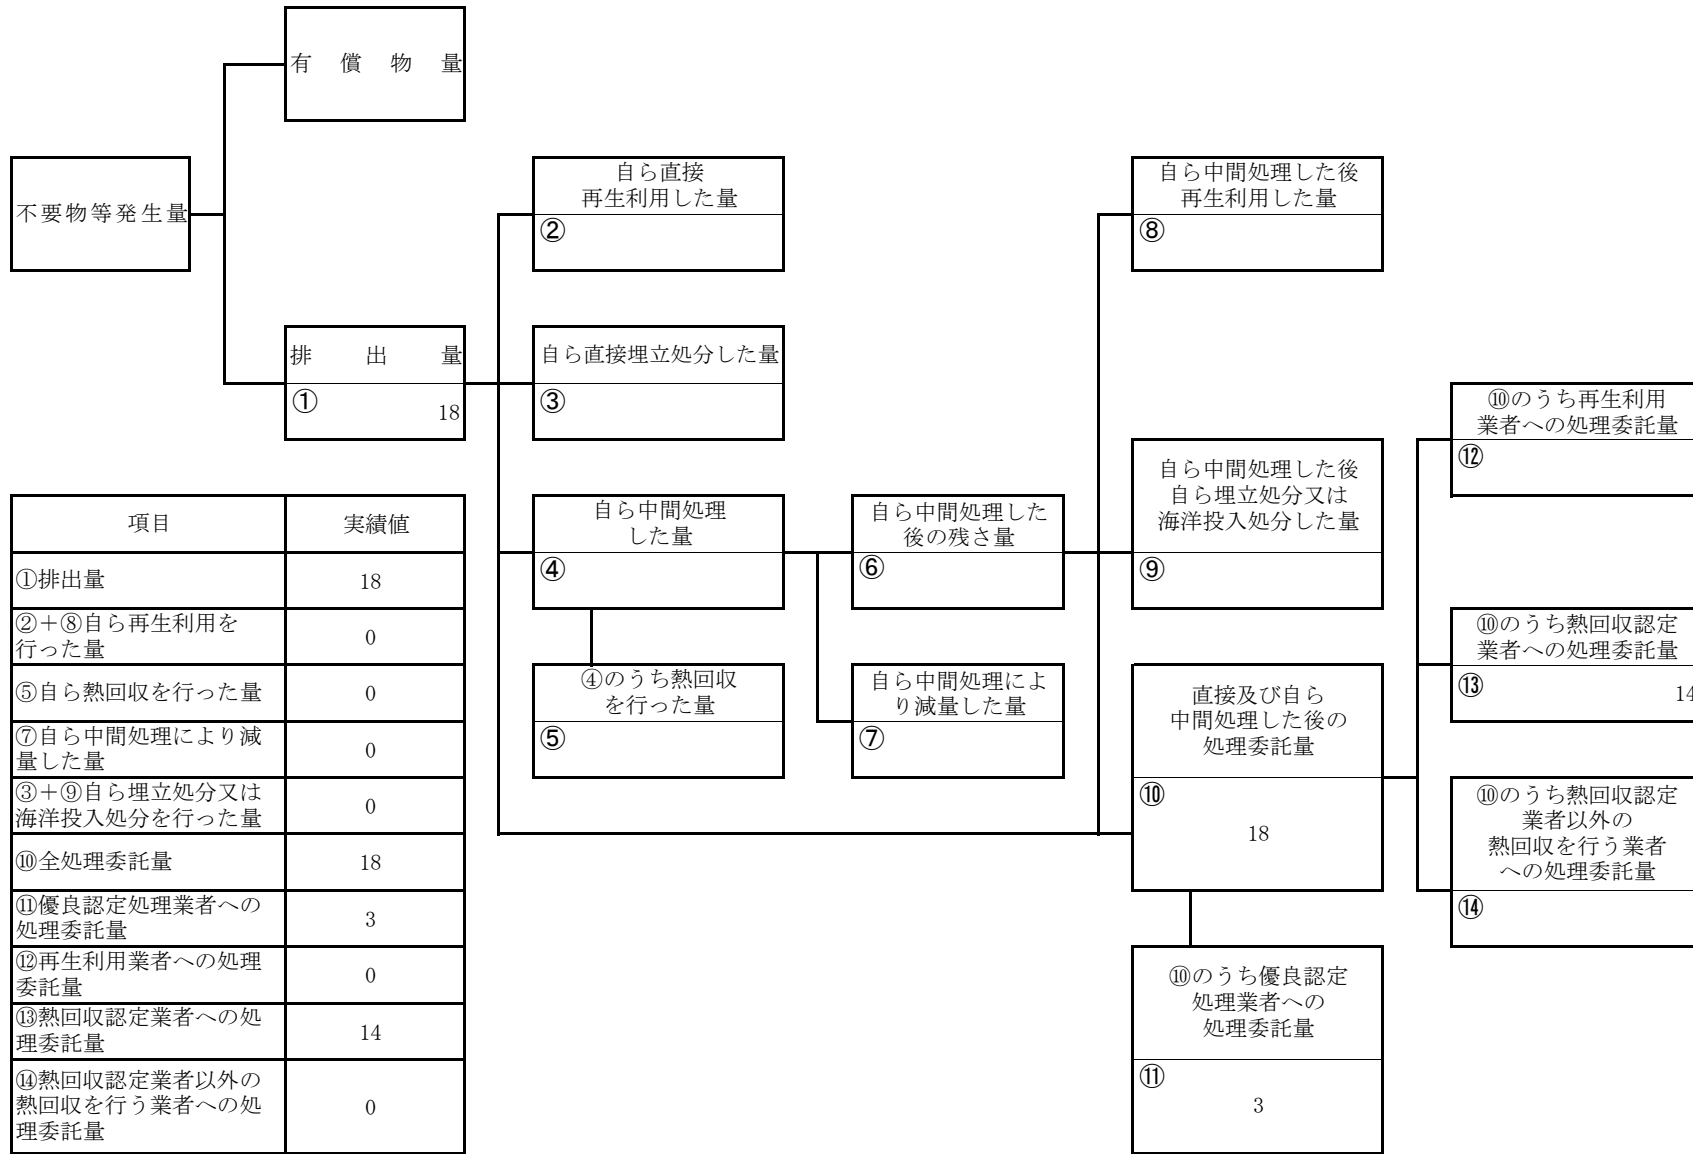 有償物量
不要物等発生量
自ら直接
再生利用した量
②
自ら中間処理した後
再生利用した量
⑧
排出量
①
18
自ら直接埋立処分した量
③
⑩のうち再生利用
業者への処理委託量
⑫
自ら中間処理
した量
④
自ら中間処理した
後の残さ量
⑥
自ら中間処理した後
自ら埋立処分又は
海洋投入処分した量
⑨
④のうち熱回収
を行った量
⑤
自ら中間処理によ
り減量した量
⑦
直接及び自ら
中間処理した後の
処理委託量
⑩
18
⑩のうち熱回収認定
業者への処理委託量
⑬
14
⑩のうち熱回収認定
業者以外の
熱回収を行う業者
への処理委託量
⑭
⑩のうち優良認定
処理業者への
処理委託量
⑪
3
項目 実績値
①排出量 18
②＋⑧自ら再生利用を
行った量 0
⑤自ら熱回収を行った量 0
⑦自ら中間処理により減
量した量 0
③＋⑨自ら埋立処分又は
海洋投入処分を行った量 0
⑩全処理委託量 18
⑪優良認定処理業者への
処理委託量 3
⑫再生利用業者への処理
委託量 0
⑬熱回収認定業者への処
理委託量 14
⑭熱回収認定業者以外の
熱回収を行う業者への処
理委託量 0